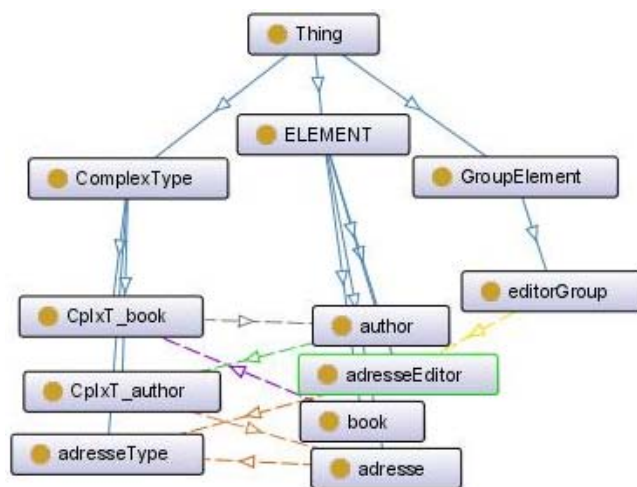 Thing
ELEMENT
ComplexType
GroupElement
editorGroup
CplxT_book
author
adresseEditor
CplxT_author
book
adresseType
adresse